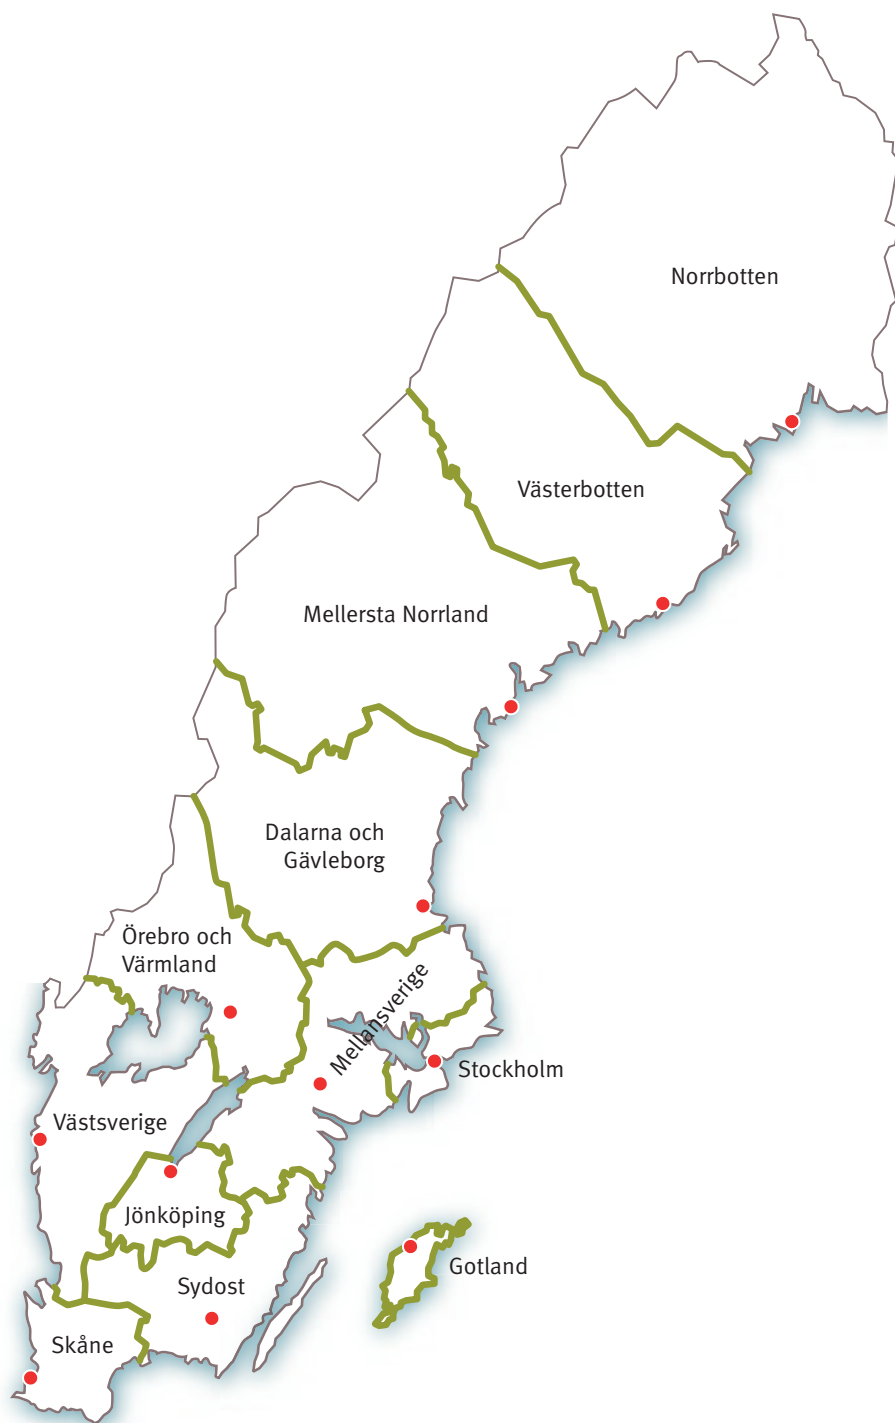 Norrbotten
Västerbotten
Mellersta Norrland
Dalarna och
Gävleborg
Örebro och
Värmland
Mellansverige
Stockholm
Västsverige
Jönköping
Gotland
Sydost
Skåne